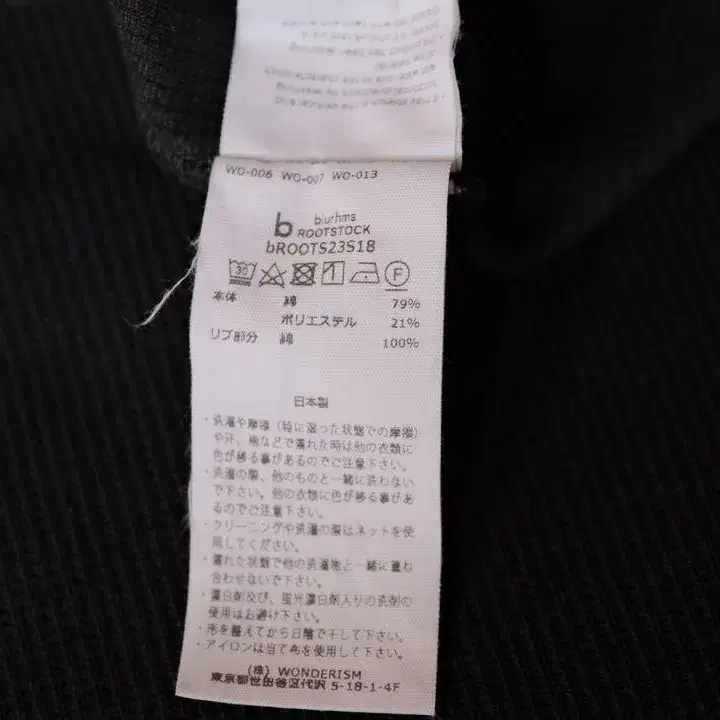 WO-006 WO-007 WO-013
b blurhms
ROOTSTOCK
bROOTS23S18
30 F
本体 綿 79%
ポリエステル 21%
リブ部分 綿 100%
日本製
・洗濯や摩擦(特に湿った状態での摩擦)
や汗、雨などで濡れた時は他の衣類に
色が移る事があるのでご注意下さい。
・洗濯の際、他のものと一緒に洗わない
で下さい。他の衣類に色が移る事があ
るのでご注意下さい。
・クリーニングや洗濯の際はネットを使
用してください。
・濡れた状態で他の洗濯物と一緒に重ね
合わせないで下さい。
・漂白剤及び、蛍光漂白剤入りの洗剤の
使用はお避け下さい。
・形を整えてから日陰で干して下さい。
・アイロンは当て布を使用して下さい。
(株) WONDERISM
東京都世田谷区代沢 5-18-1-4F